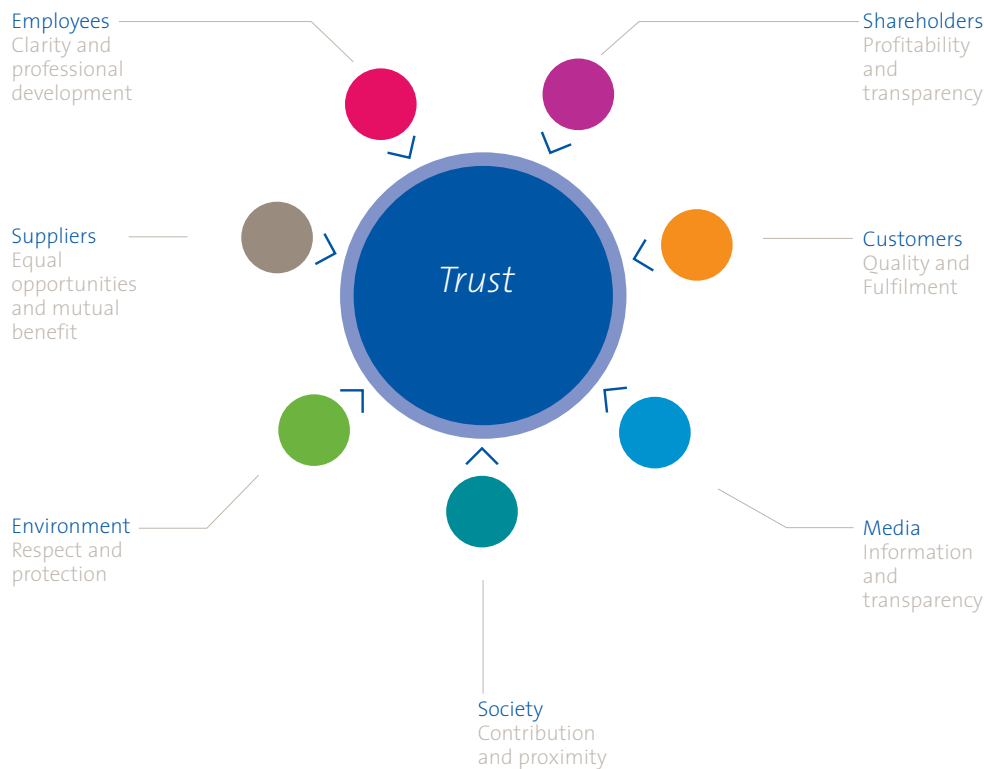 Employees
Clarity and
professional
development
Shareholders
Profitability
and
transparency
Suppliers
Equal
opportunities
and mutual
benefit
Trust
Customers
Quality and
Fulfilment
Environment
Respect and
protection
Media
Information
and
transparency
Society
Contribution
and proximity